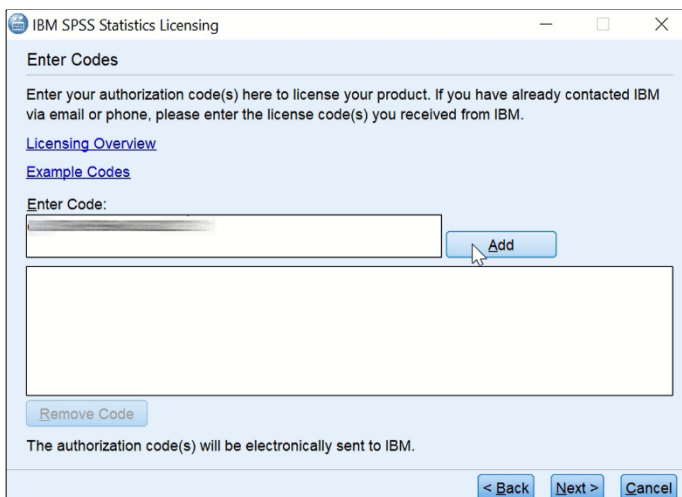 IBM SPSS Statistics Licensing
Enter Codes
Enter your authorization code(s) here to license your product. If you have already contacted IBM
via email or phone, please enter the license code(s) you received from IBM.
Licensing Overview
Example Codes
Enter Code:
Add
Remove Code
The authorization code(s) will be electronically sent to IBM.
< Back Next > Cancel